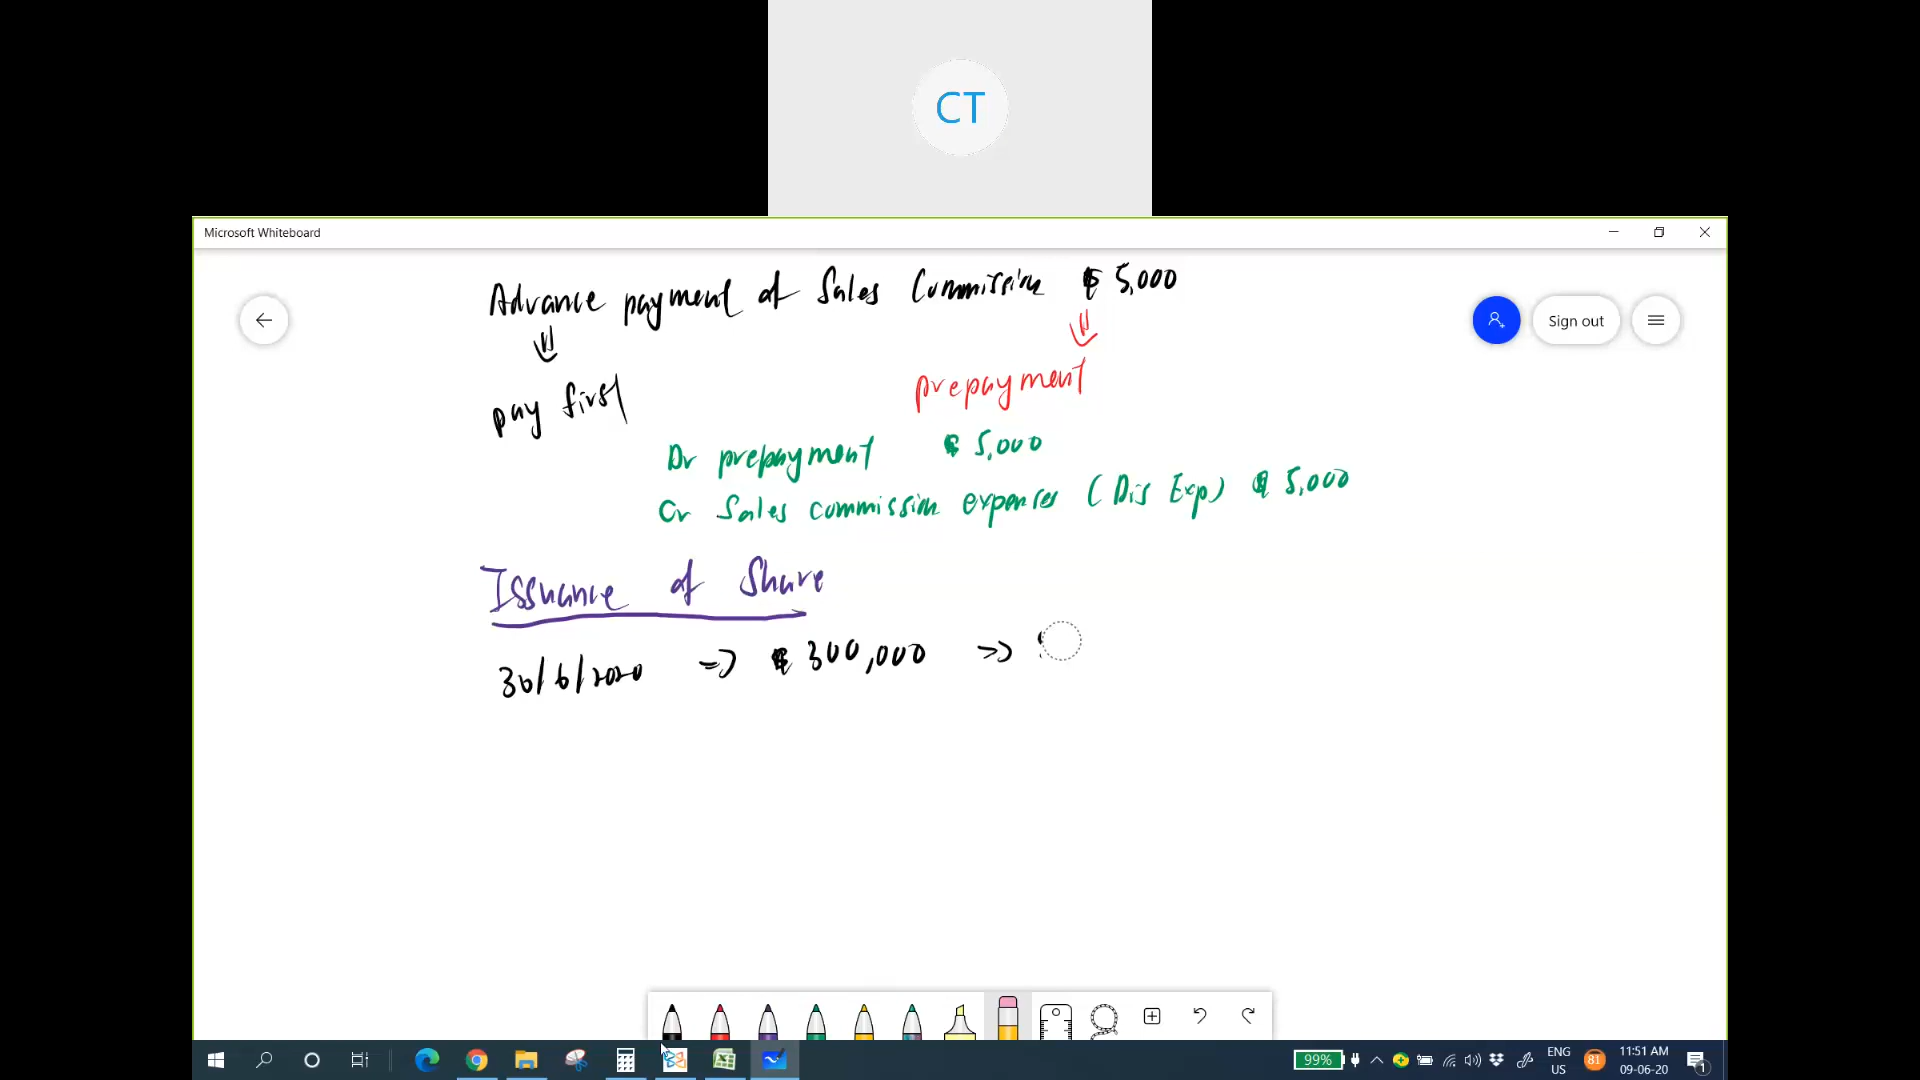 CT
Microsoft Whiteboard
Advance payment of Sales Commission $ 5,000
Sign out
pay first
prepayment
Dr prepayment $ 5,000
Cr Sales commission expenses (Dis Exp) $ 5,000
Issuance of Share
30/6/2020 => $ 300,000 =>
99%
ENG
US
81
11:51 AM
09-06-20
1